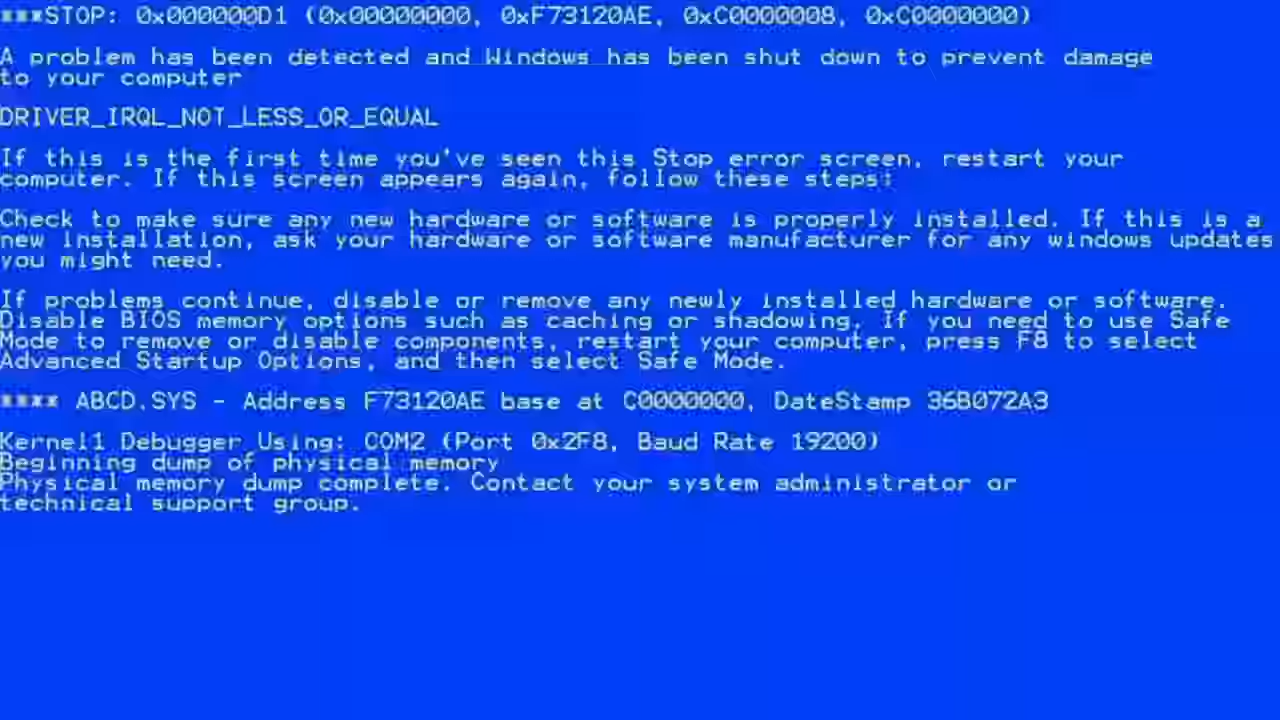 ***STOP: 0x000000D1 (0x00000000, 0xF73120AE, 0xC0000008, 0xC0000000)
A problem has been detected and Windows has been shut down to prevent damage
to your computer
DRIVER_IRQL_NOT_LESS_OR_EQUAL
If this is the first time you've seen this Stop error screen, restart your
computer. If this screen appears again, follow these steps:
Check to make sure any new hardware or software is properly installed. If this is a
new installation, ask your hardware or software manufacturer for any windows updates
you might need.
If problems continue, disable or remove any newly installed hardware or software.
Disable BIOS memory options such as caching or shadowing. If you need to use Safe
Mode to remove or disable components, restart your computer, press F8 to select
Advanced Startup Options, and then select Safe Mode.
**** ABCD.SYS - Address F73120AE base at C0000000, DateStamp 36B072A3
Kernel1 Debugger Using: COM2 (Port 0x2F8, Baud Rate 19200)
Beginning dump of physical memory
Physical memory dump complete. Contact your system administrator or
technical support group.